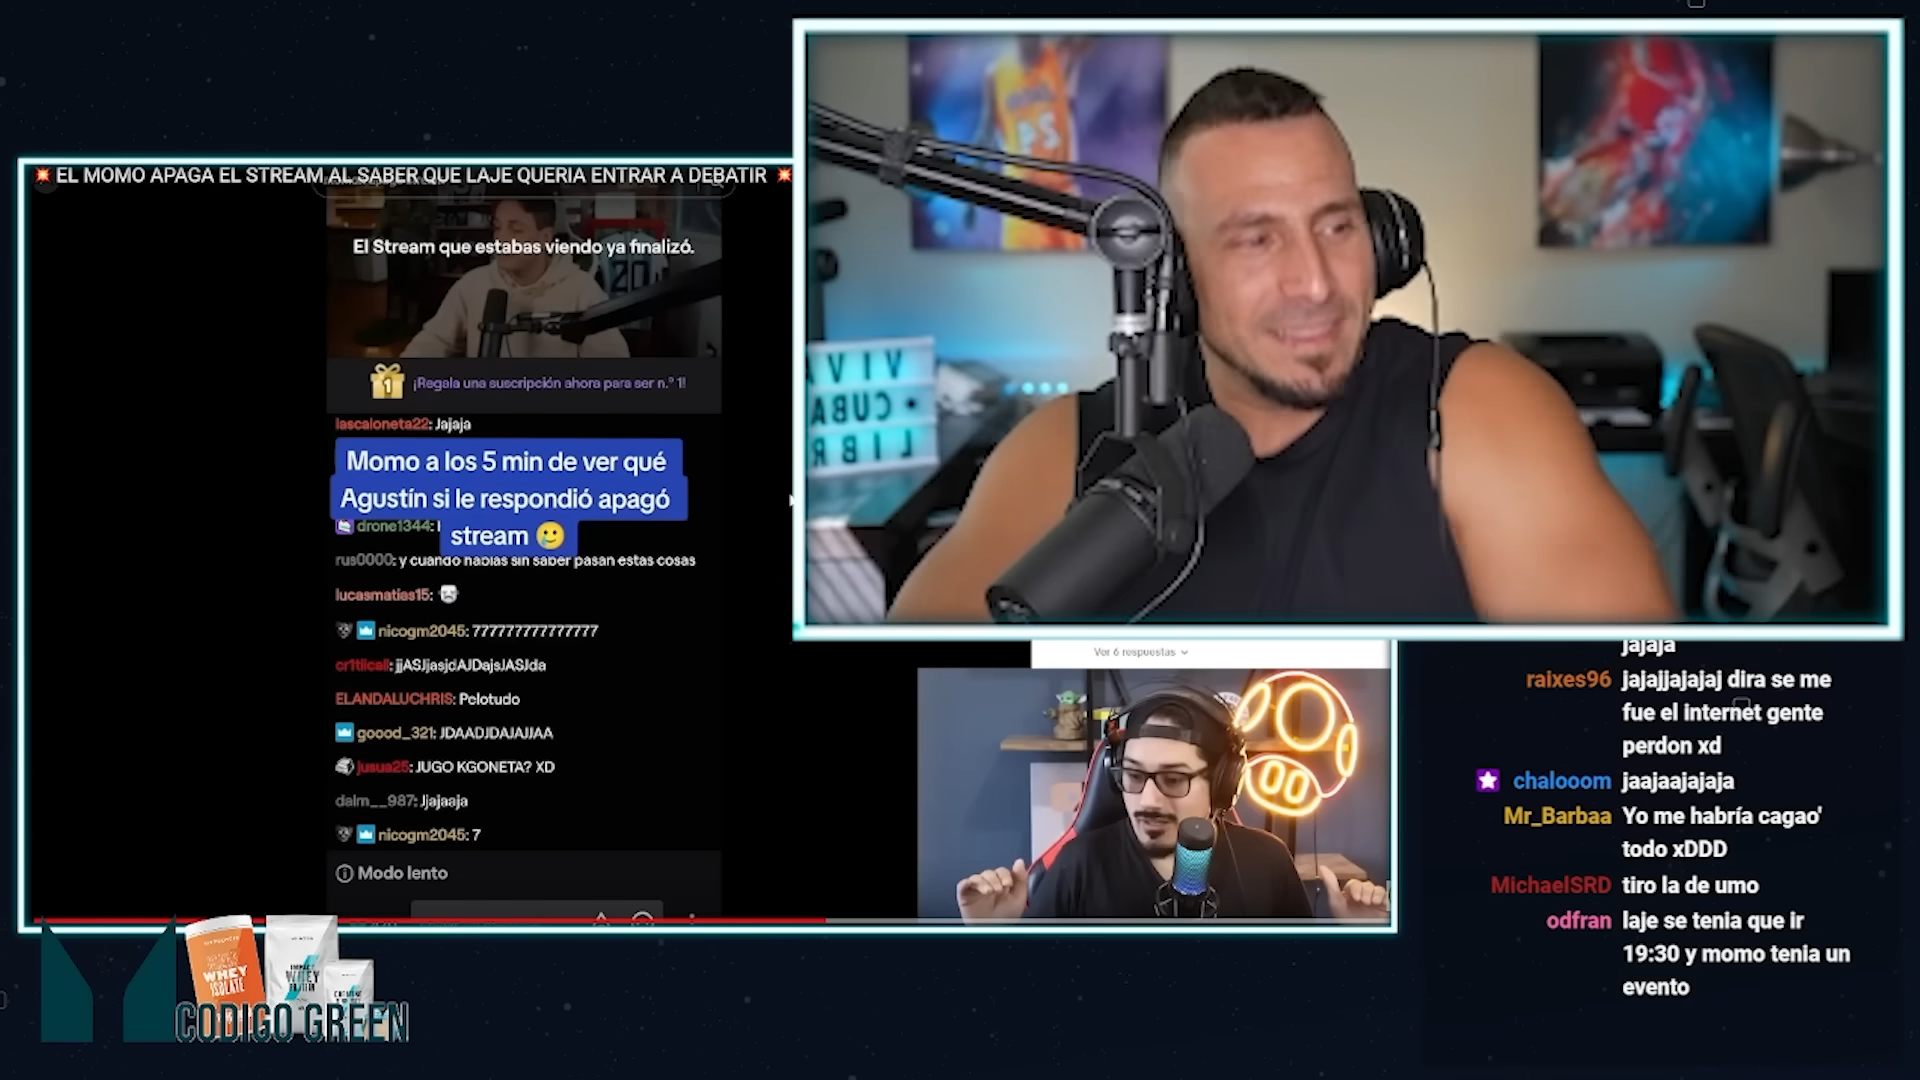 💥 EL MOMO APAGA EL STREAM AL SABER QUE LAJE QUERIA ENTRAR A DEBATIR 💥
El Stream que estabas viendo ya finalizó.
20
1
¡Regala una suscripción ahora para ser n.º 1!
lascaloneta22: Jajaja
Momo a los 5 min de ver qué
Agustín si le respondió apagó
stream 🥲
drone1344:
rus0000: y cuando hablas sin saber pasan estas cosas
lucasmatias15:
nicogm2045: 777777777777777
cr1tiicall: jjASJjasjdAJDajsJASJda
ELANDALUCHRIS: Pelotudo
goood_321: JDAADJDAJAJJAA
jusua25: JUGO KGONETA? XD
dalm__987: Jjajaaja
nicogm2045: 7
Modo lento
PS
VIVA
CUBA
LIBR
Ver 6 respuestas
jajaja
raixes96 jajajjajajaj dira se me
fue el internet gente
perdon xd
chalooom jaajaajajaja
Mr_Barbaa Yo me habría cagao'
todo xDDD
MichaelSRD tiro la de umo
odfran laje se tenia que ir
19:30 y momo tenia un
evento
WHEY
ISOLATE
WHEY
CODIGO GREEN